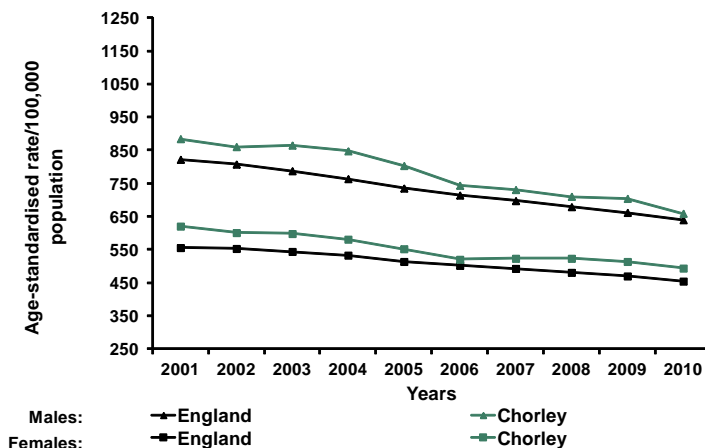 Age-standardised rate/100,000
population
1250
1150
1050
950
850
750
650
550
450
350
250
2001 2002 2003 2004 2005 2006 2007 2008 2009 2010
Years
Males: England Chorley
Females: England Chorley